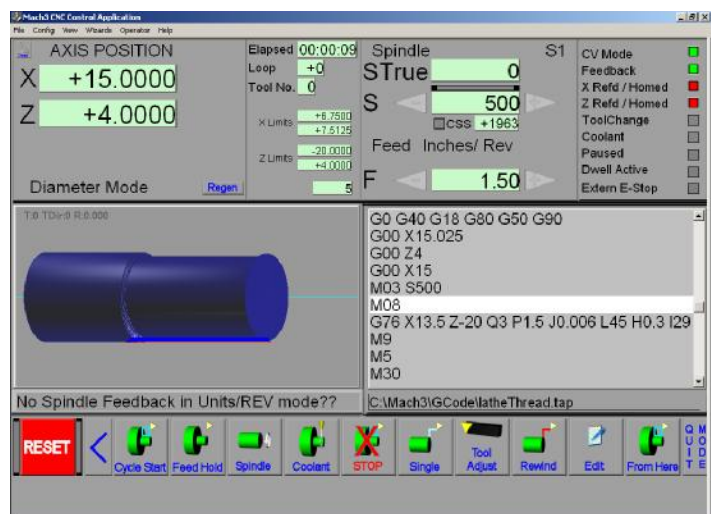 Mach3 CNC Control Application
File Config View Wizards Operator Help
AXIS POSITION
X +15.0000
Z +4.0000
Diameter Mode
Regen
Elapsed 00:00:09
Loop +0
Tool No. 0
X Limits +6.7500
+7.5125
Z Limits -20.0000
+4.0000
5
Spindle S1
STrue 0
S 500
css +1963
Feed Inches/ Rev
F 1.50
CV Mode
Feedback
X Refd / Homed
Z Refd / Homed
ToolChange
Coolant
Paused
Dwell Active
Extern E-Stop
T:0 TDir:0 R:0.000
G0 G40 G18 G80 G50 G90
G00 X15.025
G00 Z4
G00 X15
M03 S500
M08
G76 X13.5 Z-20 Q3 P1.5 J0.006 L45 H0.3 I29
M9
M5
M30
No Spindle Feedback in Units/REV mode??
C:\Mach3\GCode\latheThread.tap
RESET
Cycle Start
Feed Hold
Spindle
Coolant
STOP
Single
Tool
Adjust
Rewind
Edit
From Here
QUIT
MODE